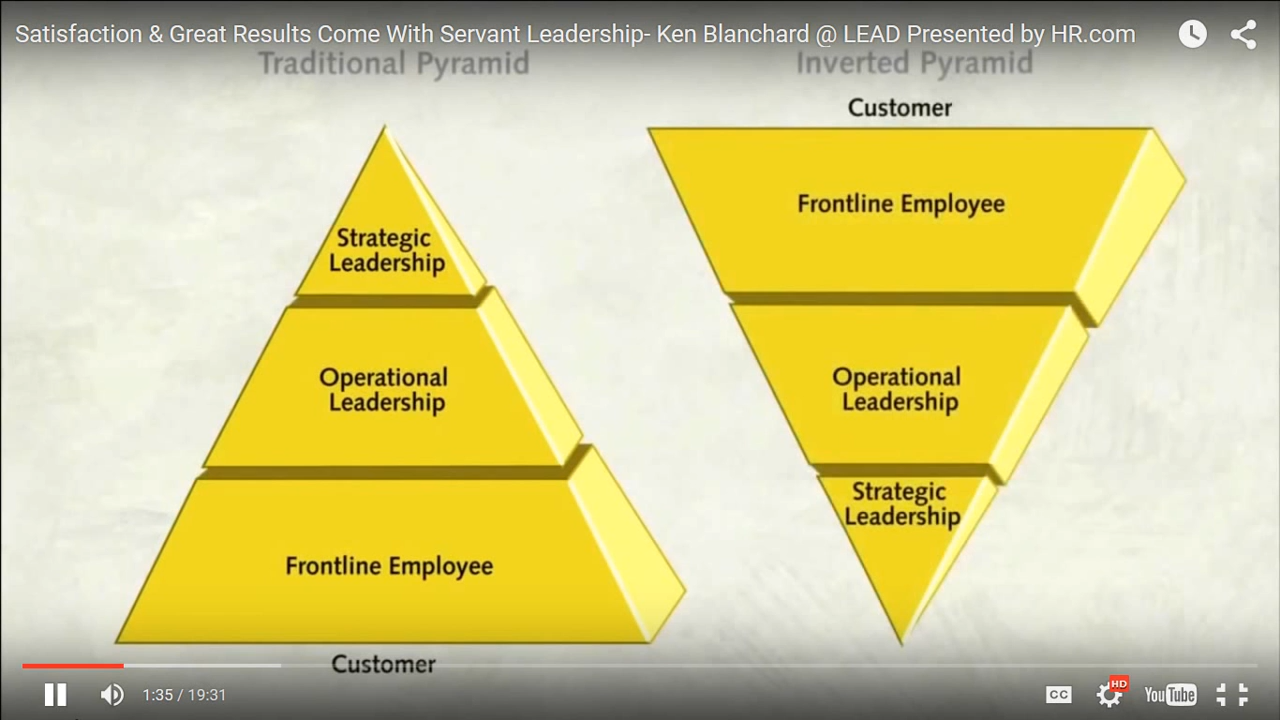 Satisfaction & Great Results Come With Servant Leadership- Ken Blanchard @ LEAD Presented by HR.com
Traditional Pyramid
Strategic
Leadership
Operational
Leadership
Frontline Employee
Customer
Inverted Pyramid
Customer
Frontline Employee
Operational
Leadership
Strategic
Leadership
1:35 / 19:31
CC
HD
YouTube